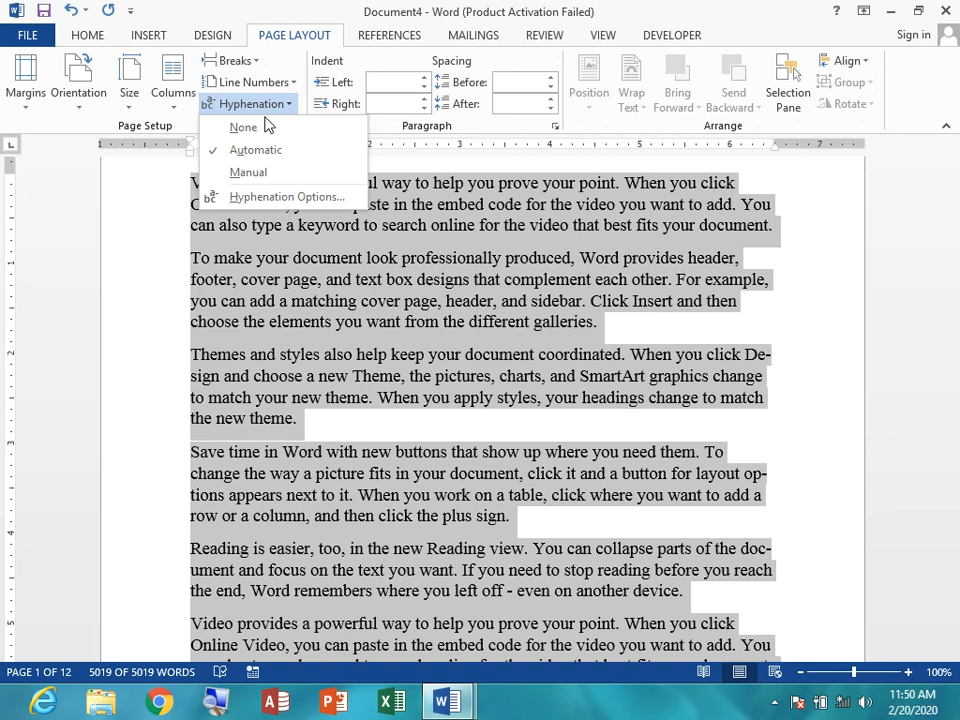 Document4 - Word (Product Activation Failed)
FILE HOME INSERT DESIGN PAGE LAYOUT REFERENCES MAILINGS REVIEW VIEW DEVELOPER Sign in
Margins Orientation Size Columns
Breaks
Line Numbers
Hyphenation
Page Setup
Indent
Left:
Right:
Spacing
Before:
After:
Paragraph
Position
Wrap Text
Bring Forward
Send Backward
Selection Pane
Align
Group
Rotate
Arrange
None
Automatic
Manual
Hyphenation Options...
1 2 3 4 5 6 7
V ful way to help you prove your point. When you click
paste in the embed code for the video you want to add. You
can also type a keyword to search online for the video that best fits your document.
To make your document look professionally produced, Word provides header,
footer, cover page, and text box designs that complement each other. For example,
you can add a matching cover page, header, and sidebar. Click Insert and then
choose the elements you want from the different galleries.
Themes and styles also help keep your document coordinated. When you click De-
sign and choose a new Theme, the pictures, charts, and SmartArt graphics change
to match your new theme. When you apply styles, your headings change to match
the new theme.
Save time in Word with new buttons that show up where you need them. To
change the way a picture fits in your document, click it and a button for layout op-
tions appears next to it. When you work on a table, click where you want to add a
row or a column, and then click the plus sign.
Reading is easier, too, in the new Reading view. You can collapse parts of the doc-
ument and focus on the text you want. If you need to stop reading before you reach
the end, Word remembers where you left off - even on another device.
Video provides a powerful way to help you prove your point. When you click
Online Video, you can paste in the embed code for the video you want to add. You
PAGE 1 OF 12 5019 OF 5019 WORDS 100%
11:50 AM
2/20/2020